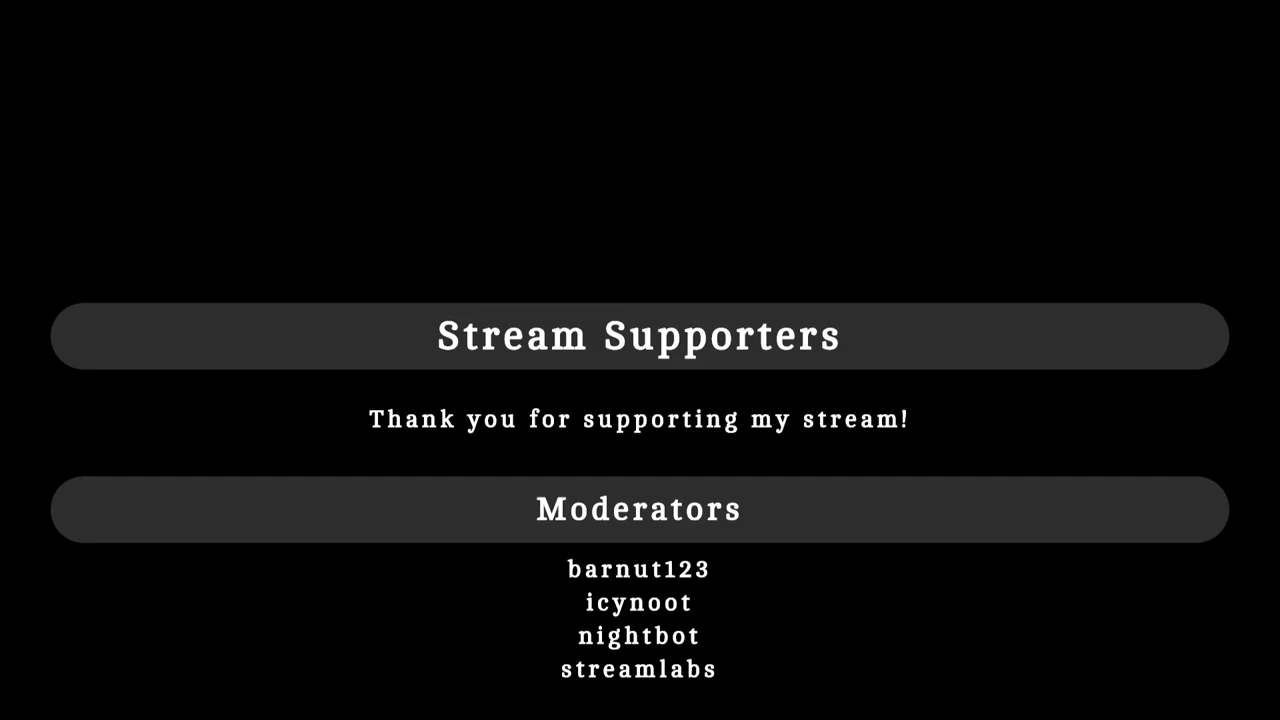 Stream Supporters
Thank you for supporting my stream!
Moderators
barnut123
icynoot
nightbot
streamlabs